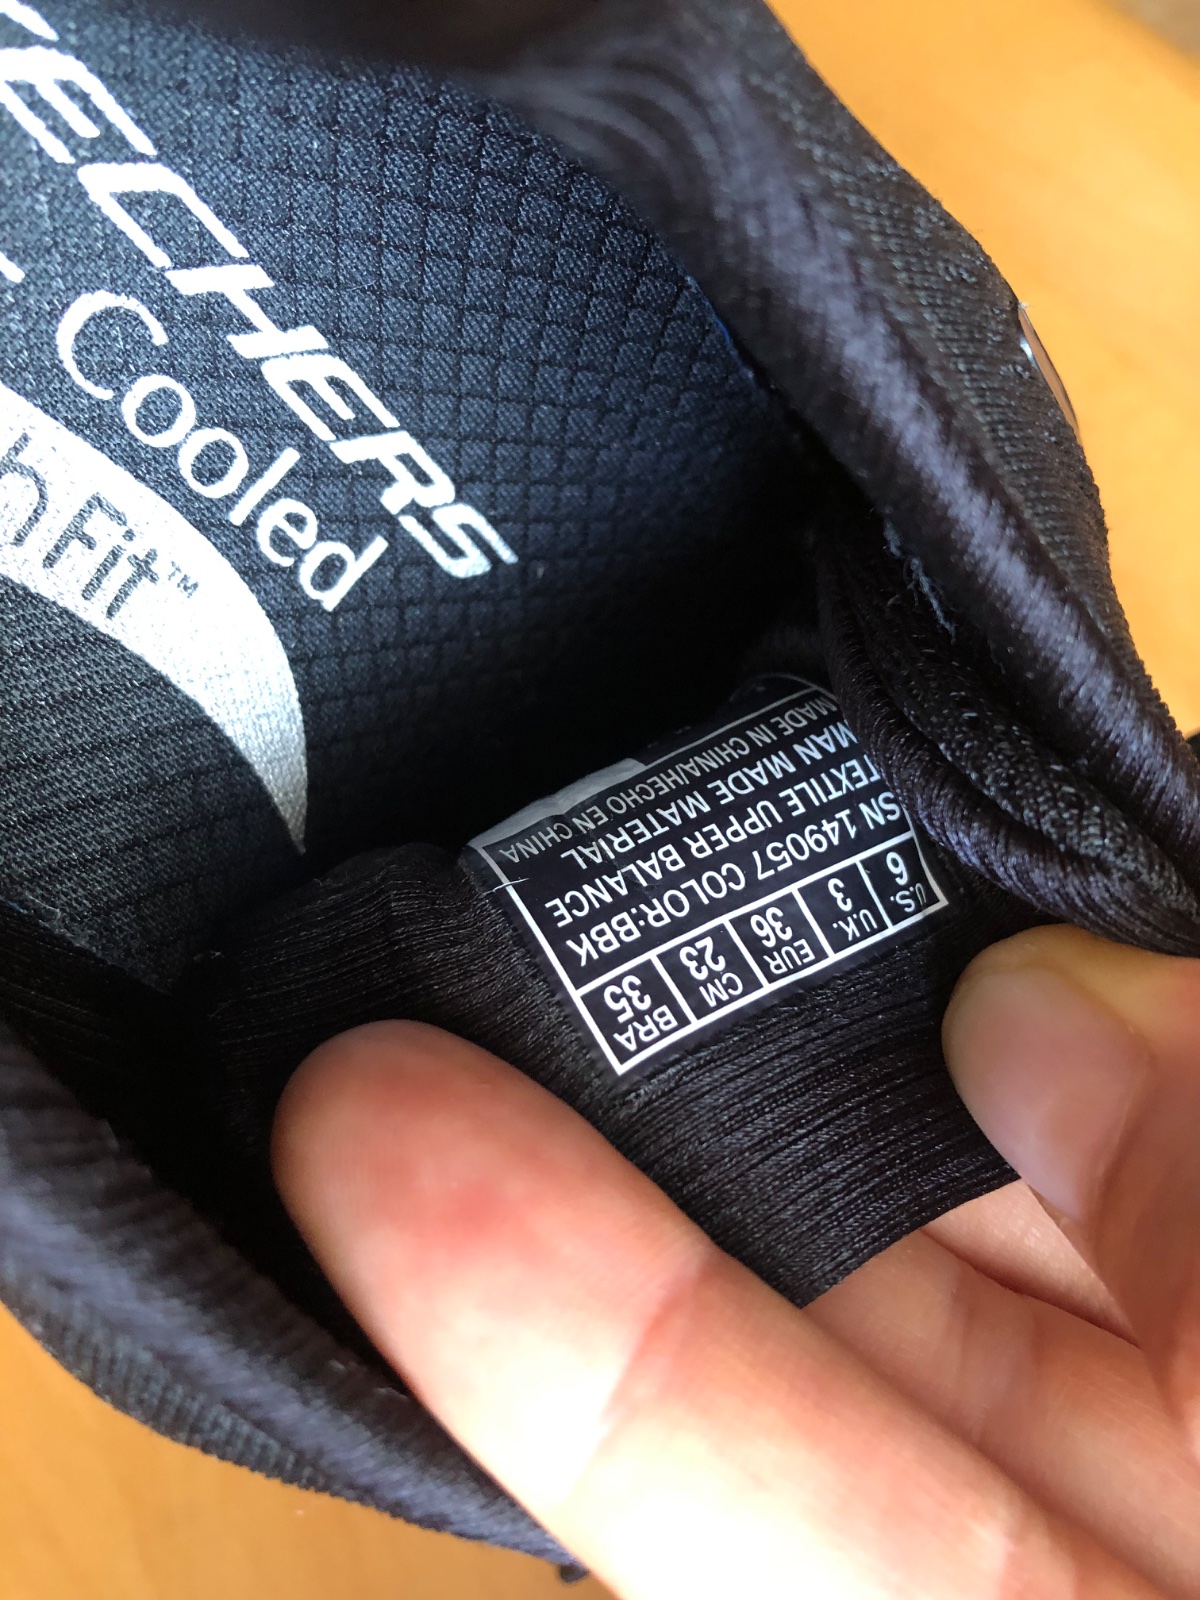 ECHERS
Cooled
Fit™
U.S. U.K. EUR CM BRA
6 3 36 23 35
SN 149057 COLOR:BBK
TEXTILE UPPER BALANCE
MAN MADE MATERIAL
MADE IN CHINA/HECHO EN CHINA